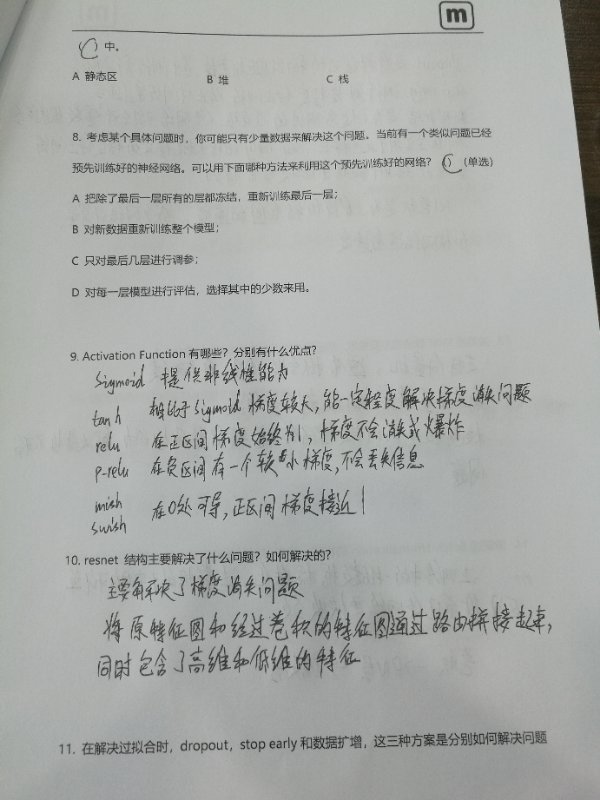 m
C 中。
A 静态区 B 堆 C 栈
8. 考虑某个具体问题时，你可能只有少量数据来解决这个问题。当前有一个类似问题已经
预先训练好的神经网络。可以用下面哪种方法来利用这个预先训练好的网络？ （单选）
A 把除了最后一层所有的层都冻结，重新训练最后一层；
B 对新数据重新训练整个模型；
C 只对最后几层进行调参；
D 对每一层模型进行评估，选择其中的少数来用。
9. Activation Function 有哪些？分别有什么优点？
Sigmoid 提供非线性能力
tanh 相比于sigmoid 梯度较大，能一定程度解决梯度消失问题
relu 在正区间梯度始终为1，梯度不会消失或爆炸
p-relu 在负区间有一个较小梯度，不会丢失信息
mish
swish 在0处可导，正区间梯度接近1
10. resnet 结构主要解决了什么问题？如何解决的？
主要解决了梯度消失问题
将原特征图和经过卷积的特征图通过路由拼接起来，
同时包含了高维和低维的特征
11. 在解决过拟合时，dropout，stop early 和数据扩增，这三种方案是分别如何解决问题